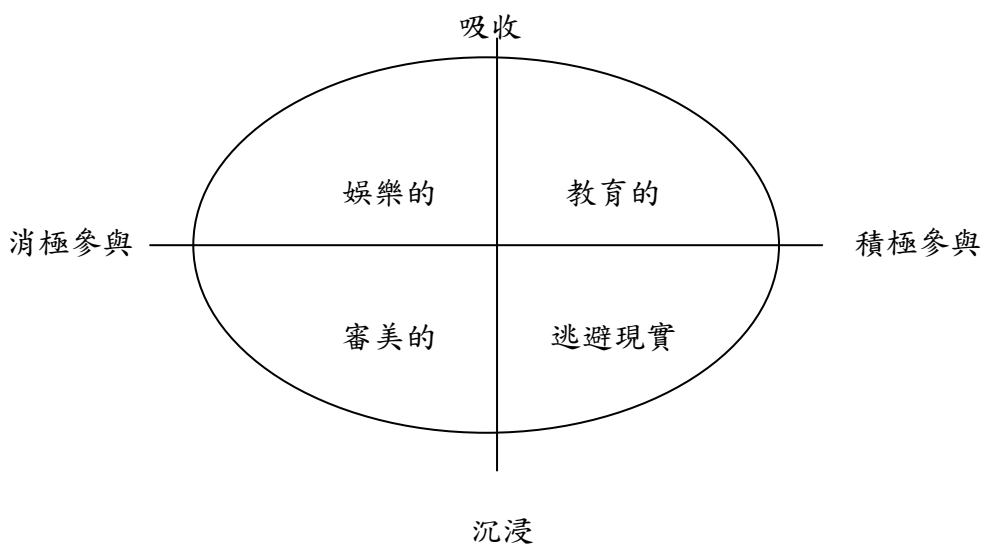 吸收
娛樂的
教育的
消極參與
積極參與
審美的
逃避現實
沉浸